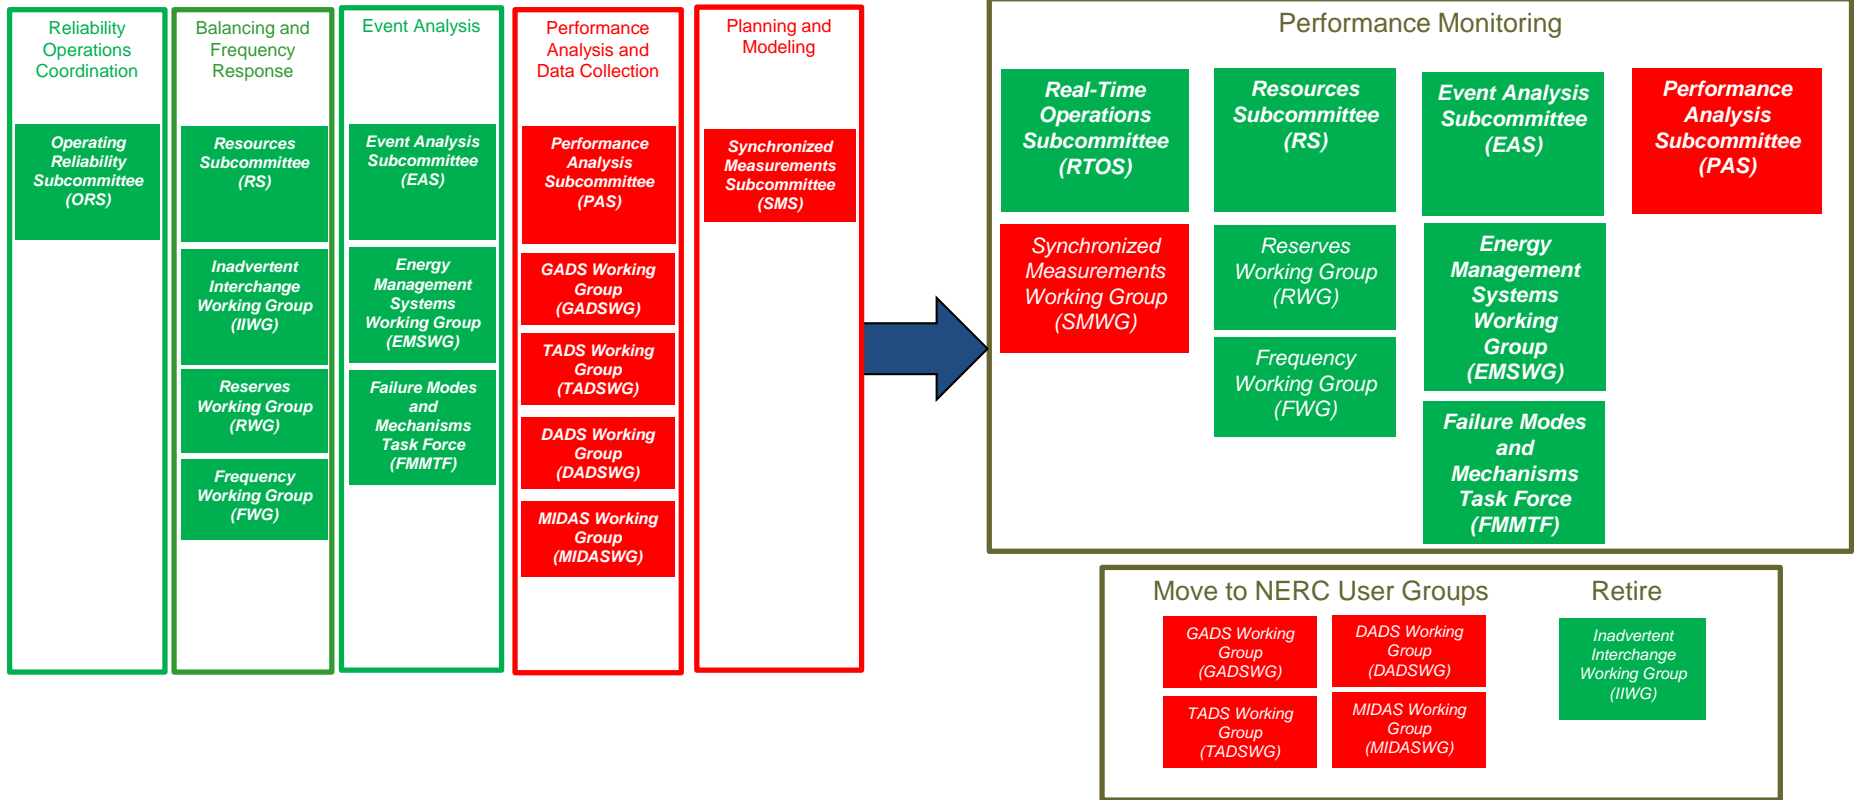 Reliability
Operations
Coordination
Operating
Reliability
Subcommittee
(ORS)
Balancing and
Frequency
Response
Resources
Subcommittee
(RS)
Inadvertent
Interchange
Working Group
(IIWG)
Reserves
Working Group
(RWG)
Frequency
Working Group
(FWG)
Event Analysis
Event Analysis
Subcommittee
(EAS)
Energy
Management
Systems
Working Group
(EMSWG)
Failure Modes
and
Mechanisms
Task Force
(FMMTF)
Performance
Analysis and
Data Collection
Performance
Analysis
Subcommittee
(PAS)
GADS Working
Group
(GADSWG)
TADS Working
Group
(TADSWG)
DADS Working
Group
(DADSWG)
MIDAS Working
Group
(MIDASWG)
Planning and
Modeling
Synchronized
Measurements
Subcommittee
(SMS)
Performance Monitoring
Real-Time
Operations
Subcommittee
(RTOS)
Synchronized
Measurements
Working Group
(SMWG)
Resources
Subcommittee
(RS)
Reserves
Working Group
(RWG)
Frequency
Working Group
(FWG)
Event Analysis
Subcommittee
(EAS)
Energy
Management
Systems
Working
Group
(EMSWG)
Failure Modes
and
Mechanisms
Task Force
(FMMTF)
Performance
Analysis
Subcommittee
(PAS)
Move to NERC User Groups
GADS Working
Group
(GADSWG)
DADS Working
Group
(DADSWG)
TADS Working
Group
(TADSWG)
MIDAS Working
Group
(MIDASWG)
Retire
Inadvertent
Interchange
Working Group
(IIWG)